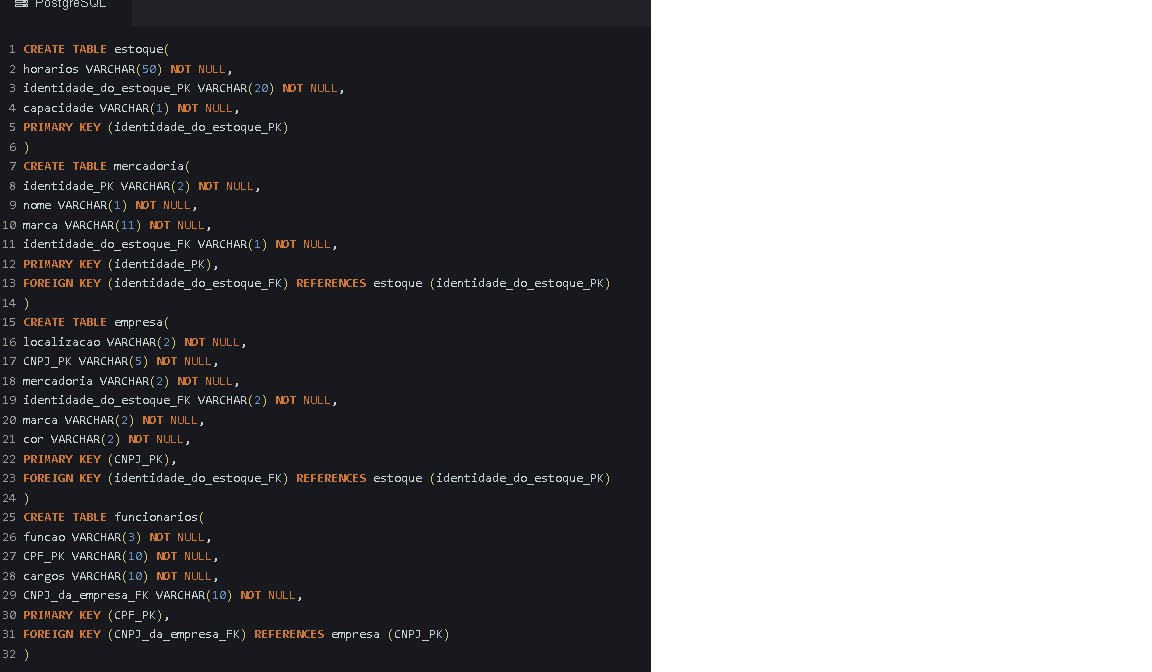 PostgreSQL
1 CREATE TABLE estoque(
2 horarios VARCHAR(50) NOT NULL,
3 identidade_do_estoque_PK VARCHAR(20) NOT NULL,
4 capacidade VARCHAR(1) NOT NULL,
5 PRIMARY KEY (identidade_do_estoque_PK)
6 )
7 CREATE TABLE mercadoria(
8 identidade_PK VARCHAR(2) NOT NULL,
9 nome VARCHAR(1) NOT NULL,
10 marca VARCHAR(11) NOT NULL,
11 identidade_do_estoque_FK VARCHAR(1) NOT NULL,
12 PRIMARY KEY (identidade_PK),
13 FOREIGN KEY (identidade_do_estoque_FK) REFERENCES estoque (identidade_do_estoque_PK)
14 )
15 CREATE TABLE empresa(
16 localizacao VARCHAR(2) NOT NULL,
17 CNPJ_PK VARCHAR(5) NOT NULL,
18 mercadoria VARCHAR(2) NOT NULL,
19 identidade_do_estoque_FK VARCHAR(2) NOT NULL,
20 marca VARCHAR(2) NOT NULL,
21 cor VARCHAR(2) NOT NULL,
22 PRIMARY KEY (CNPJ_PK),
23 FOREIGN KEY (identidade_do_estoque_FK) REFERENCES estoque (identidade_do_estoque_PK)
24 )
25 CREATE TABLE funcionarios(
26 funcao VARCHAR(3) NOT NULL,
27 CPF_PK VARCHAR(10) NOT NULL,
28 cargos VARCHAR(10) NOT NULL,
29 CNPJ_da_empresa_FK VARCHAR(10) NOT NULL,
30 PRIMARY KEY (CPF_PK),
31 FOREIGN KEY (CNPJ_da_empresa_FK) REFERENCES empresa (CNPJ_PK)
32 )